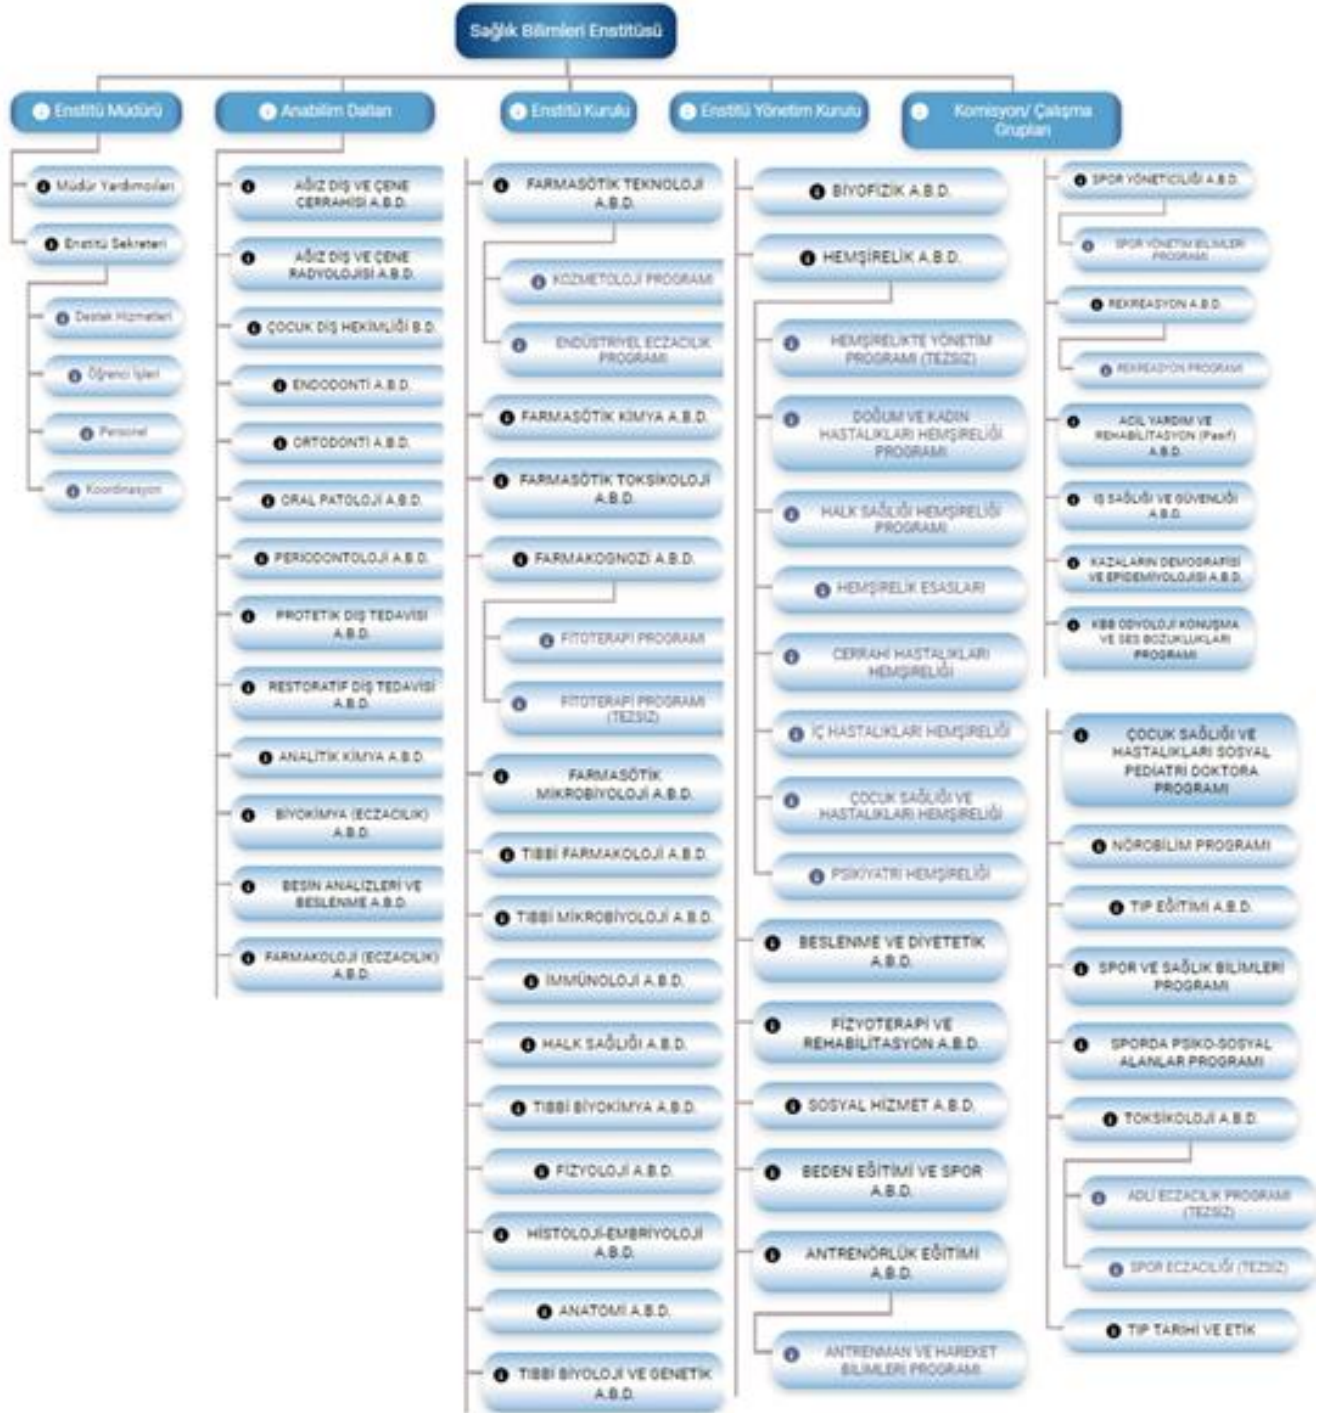 Sağlık Bilimleri Enstitüsü
Enstitü Müdürü
Anabilim Dalları
Enstitü Kurulu
Enstitü Yönetim Kurulu
Komisyon/ Çalışma
Grupları
Müdür Yardımcıları
Enstitü Sekreteri
Destek Hizmetleri
Öğrenci İşleri
Personel
Koordinasyon
AĞIZ DİŞ VE ÇENE
CERRAHİSİ A.B.D.
AĞIZ DİŞ VE ÇENE
RADYOLOJİSİ A.B.D.
ÇOCUK DİŞ HEKİMLİĞİ B.D.
ENDODONTİ A.B.D.
ORTODONTİ A.B.D.
ORAL PATOLOJİ A.B.D.
PERİODONTOLOJİ A.B.D.
PROTETİK DİŞ TEDAVİSİ
A.B.D.
RESTORATİF DİŞ TEDAVİSİ
A.B.D.
ANALİTİK KİMYA A.B.D.
BİYOKİMYA (ECZACILIK)
A.B.D.
BESİN ANALİZLERİ VE
BESLENME A.B.D.
FARMAKOLOJİ (ECZACILIK)
A.B.D.
FARMASÖTİK TEKNOLOJİ
A.B.D.
KOZMETOLOJİ PROGRAMI
ENDÜSTRİYEL ECZACILIK
PROGRAMI
FARMASÖTİK KİMYA A.B.D.
FARMASÖTİK TOKSİKOLOJİ
A.B.D.
FARMAKOGNOZİ A.B.D.
FİTOTERAPİ PROGRAMI
FİTOTERAPİ PROGRAMI
(TEZSİZ)
FARMASÖTİK
MİKROBİYOLOJİ A.B.D.
TIBBİ FARMAKOLOJİ A.B.D.
TIBBİ MİKROBİYOLOJİ A.B.D.
İMMÜNOLOJİ A.B.D.
HALK SAĞLIĞI A.B.D.
TIBBİ BİYOKİMYA A.B.D.
FİZYOLOJİ A.B.D.
HİSTOLOJİ-EMBRİYOLOJİ
A.B.D.
ANATOMİ A.B.D.
TIBBİ BİYOLOJİ VE GENETİK
A.B.D.
BİYOFİZİK A.B.D.
HEMŞİRELİK A.B.D.
HEMŞİRELİKTE YÖNETİM
PROGRAMI (TEZSİZ)
DOĞUM VE KADIN
HASTALIKLARI HEMŞİRELİĞİ
PROGRAMI
HALK SAĞLIĞI HEMŞİRELİĞİ
PROGRAMI
HEMŞİRELİK ESASLARI
CERRAHİ HASTALIKLARI
HEMŞİRELİĞİ
İÇ HASTALIKLARI HEMŞİRELİĞİ
ÇOCUK SAĞLIĞI VE
HASTALIKLARI HEMŞİRELİĞİ
PSİKİYATRİ HEMŞİRELİĞİ
BESLENME VE DİYETETİK
A.B.D.
FİZYOTERAPİ VE
REHABİLİTASYON A.B.D.
SOSYAL HİZMET A.B.D.
BEDEN EĞİTİMİ VE SPOR
A.B.D.
ANTRENÖRLÜK EĞİTİMİ
A.B.D.
ANTRENMAN VE HAREKET
BİLİMLERİ PROGRAMI
SPOR YÖNETİCİLİĞİ A.B.D.
SPOR YÖNETİM BİLİMLERİ
PROGRAMI
REKREASYON A.B.D.
REKREASYON PROGRAMI
ACİL YARDIM VE
REHABİLİTASYON (Pasif)
A.B.D.
İŞ SAĞLIĞI VE GÜVENLİĞİ
A.B.D.
KAZALARIN DEMOGRAFİSİ
VE EPİDEMİYOLOJİSİ A.B.D.
KBB ODYOLOJİ KONUŞMA
VE SES BOZUKLUKLARI
PROGRAMI
ÇOCUK SAĞLIĞI VE
HASTALIKLARI SOSYAL
PEDİATRİ DOKTORA
PROGRAMI
NÖROBİLİM PROGRAMI
TIP EĞİTİMİ A.B.D.
SPOR VE SAĞLIK BİLİMLERİ
PROGRAMI
SPORDA PSİKO-SOSYAL
ALANLAR PROGRAMI
TOKSİKOLOJİ A.B.D.
ADLİ ECZACILIK PROGRAMI
(TEZSİZ)
SPOR ECZACILIĞI (TEZSİZ)
TIP TARİHİ VE ETİK